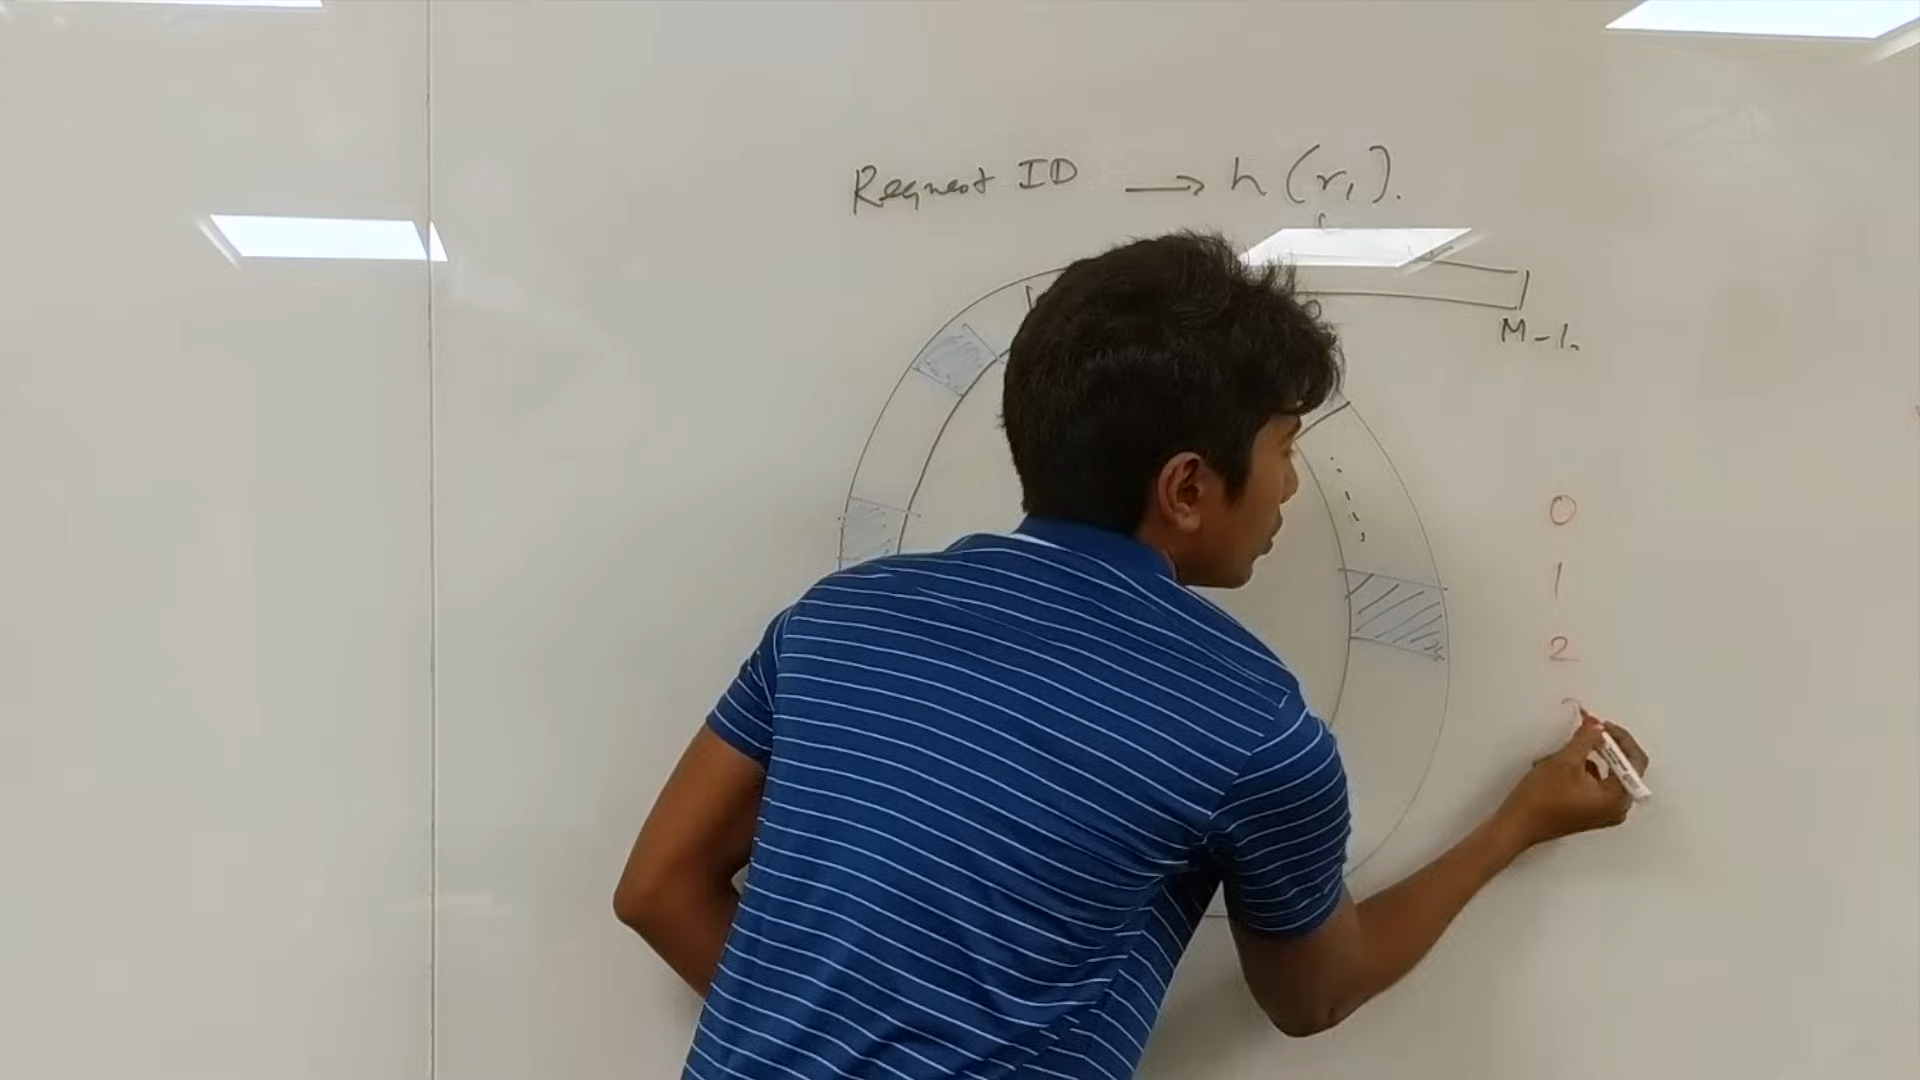 Request ID → h(r₁).
M-1.
0
1
2